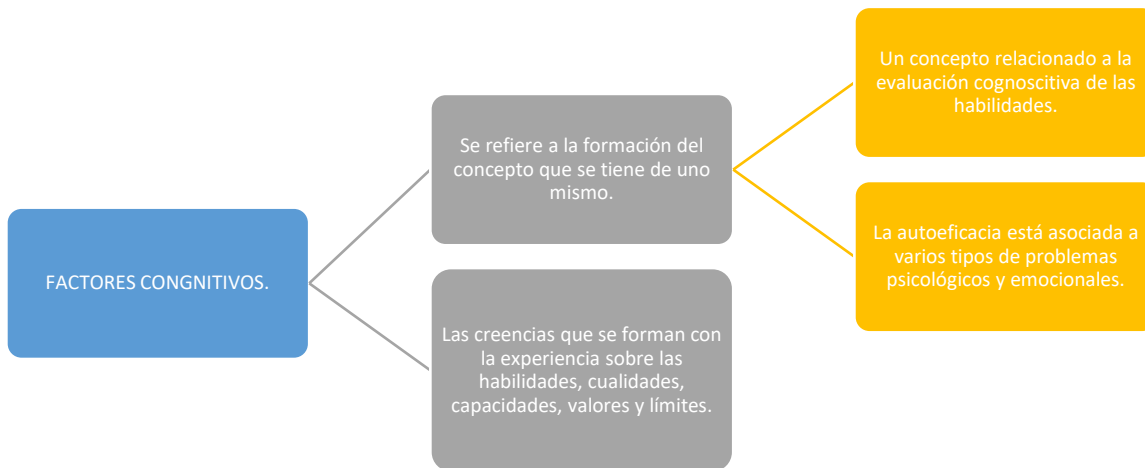 FACTORES CONGNITIVOS.
Se refiere a la formación del
concepto que se tiene de uno
mismo.
Un concepto relacionado a la
evaluación cognoscitiva de las
habilidades.
La autoeficacia está asociada a
varios tipos de problemas
psicológicos y emocionales.
Las creencias que se forman con
la experiencia sobre las
habilidades, cualidades,
capacidades, valores y límites.